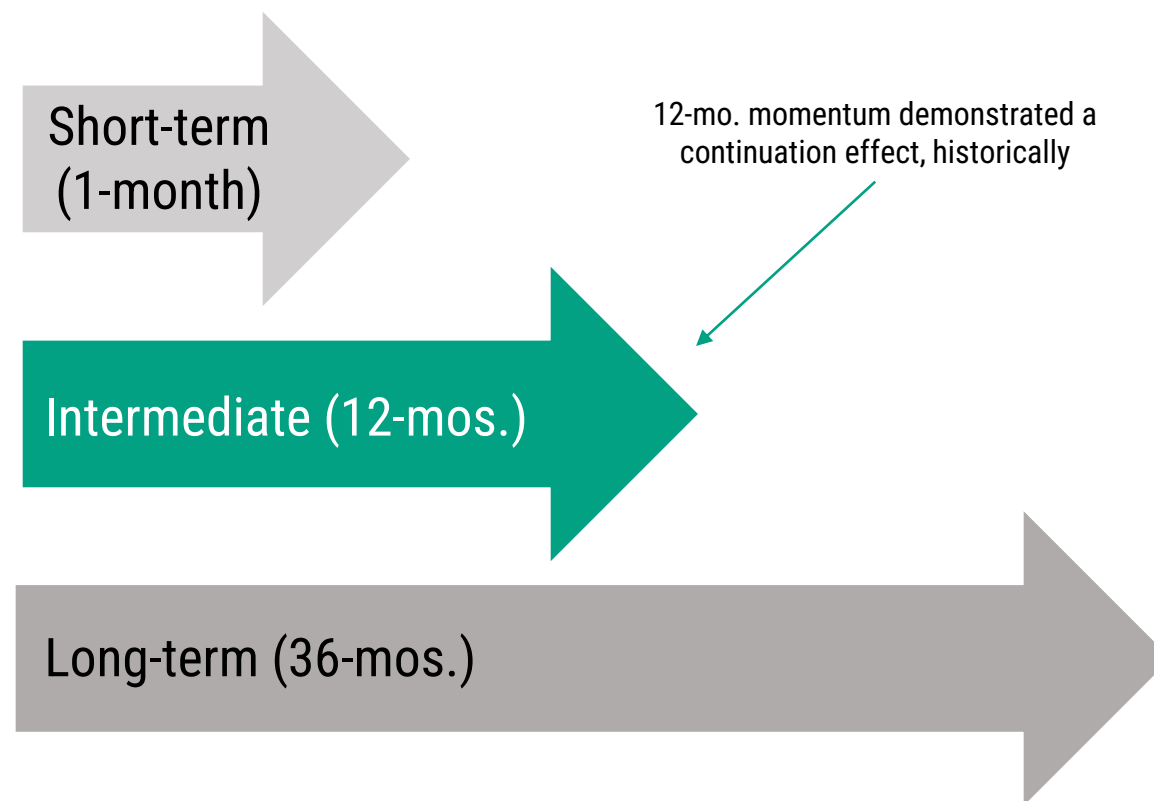 Short-term
(1-month)
12-mo. momentum demonstrated a
continuation effect, historically
Intermediate (12-mos.)
Long-term (36-mos.)